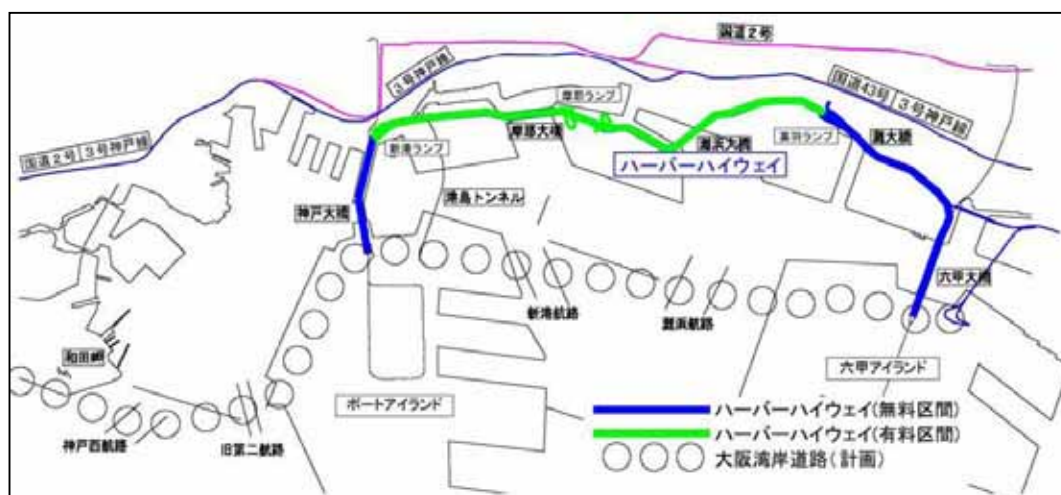 国道2号
3号神戸線
国道43号
3号神戸線
摩耶ランプ
摩耶大橋
灘浜大橋
灘大橋
新港ランプ
ハーバーハイウェイ
国道2号
3号神戸線
神戸大橋
港島トンネル
六甲大橋
新港航路
灘浜航路
和田岬
六甲アイランド
ポートアイランド
神戸西航路
旧第二航路
ハーバーハイウェイ(無料区間)
ハーバーハイウェイ(有料区間)
大阪湾岸道路(計画)